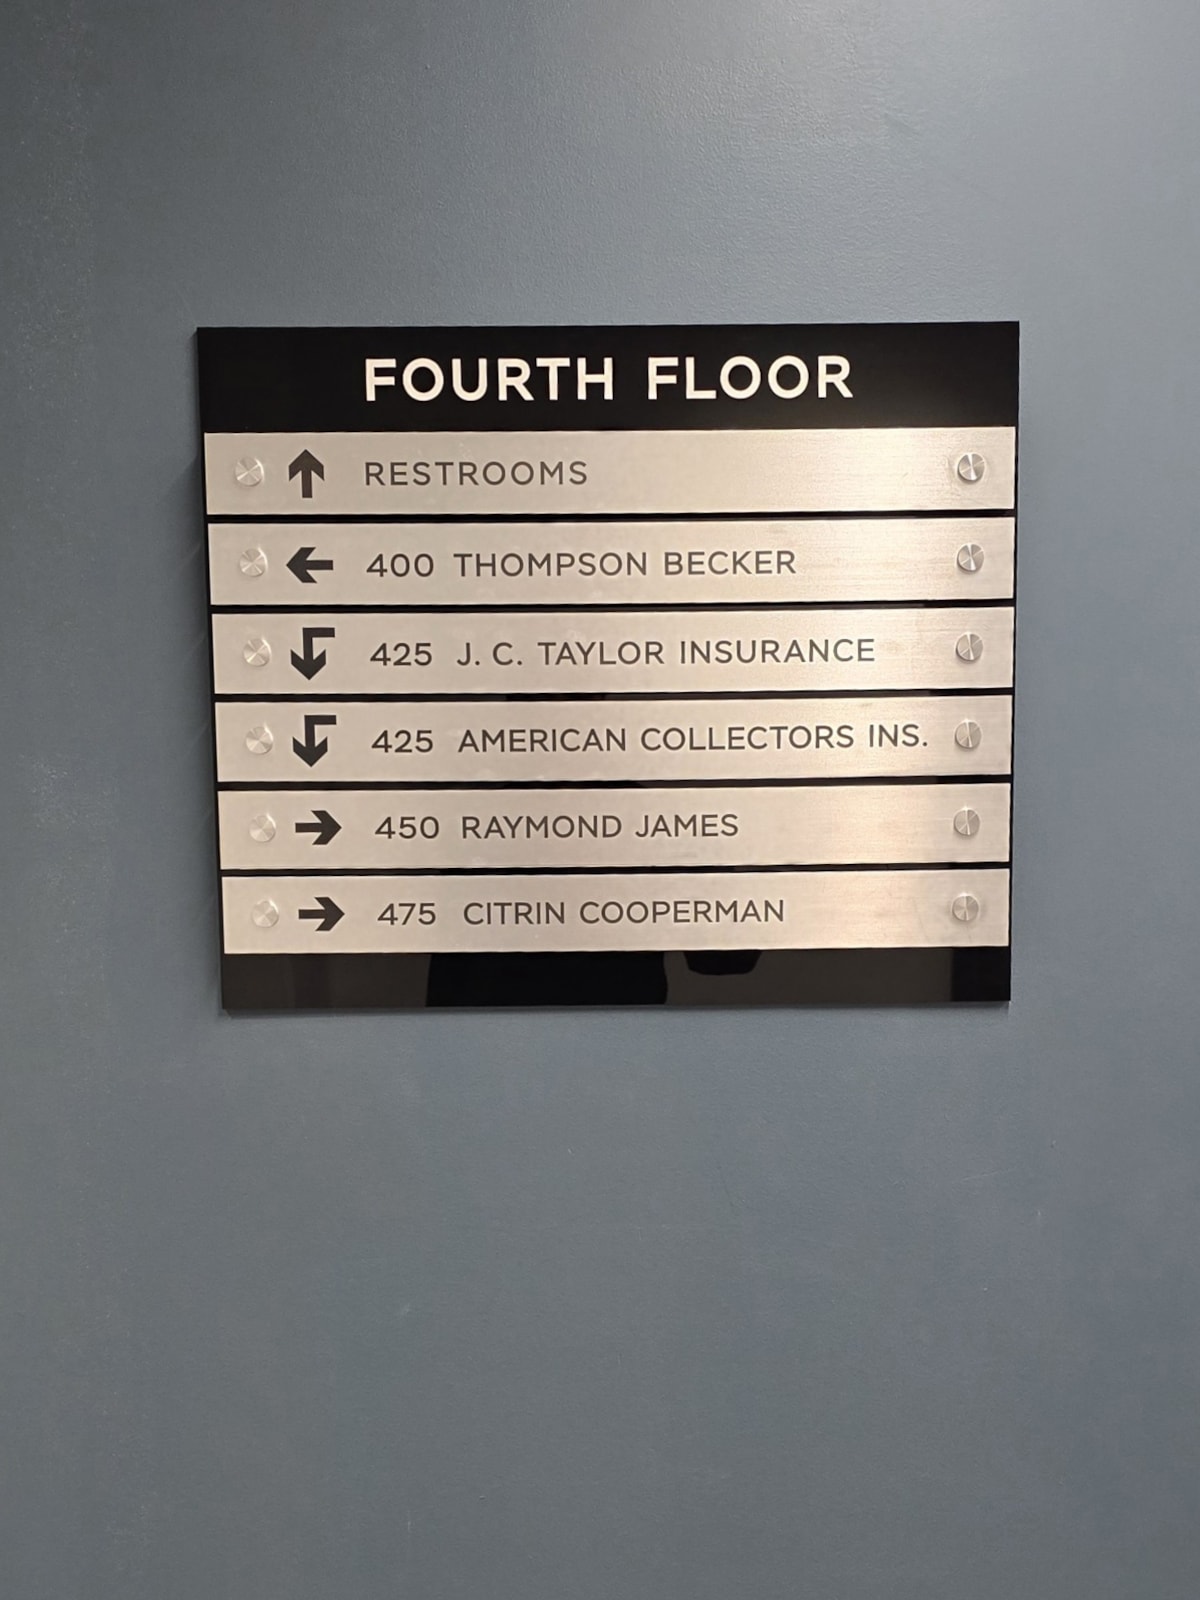 FOURTH FLOOR
RESTROOMS
400 THOMPSON BECKER
425 J. C. TAYLOR INSURANCE
425 AMERICAN COLLECTORS INS.
450 RAYMOND JAMES
475 CITRIN COOPERMAN